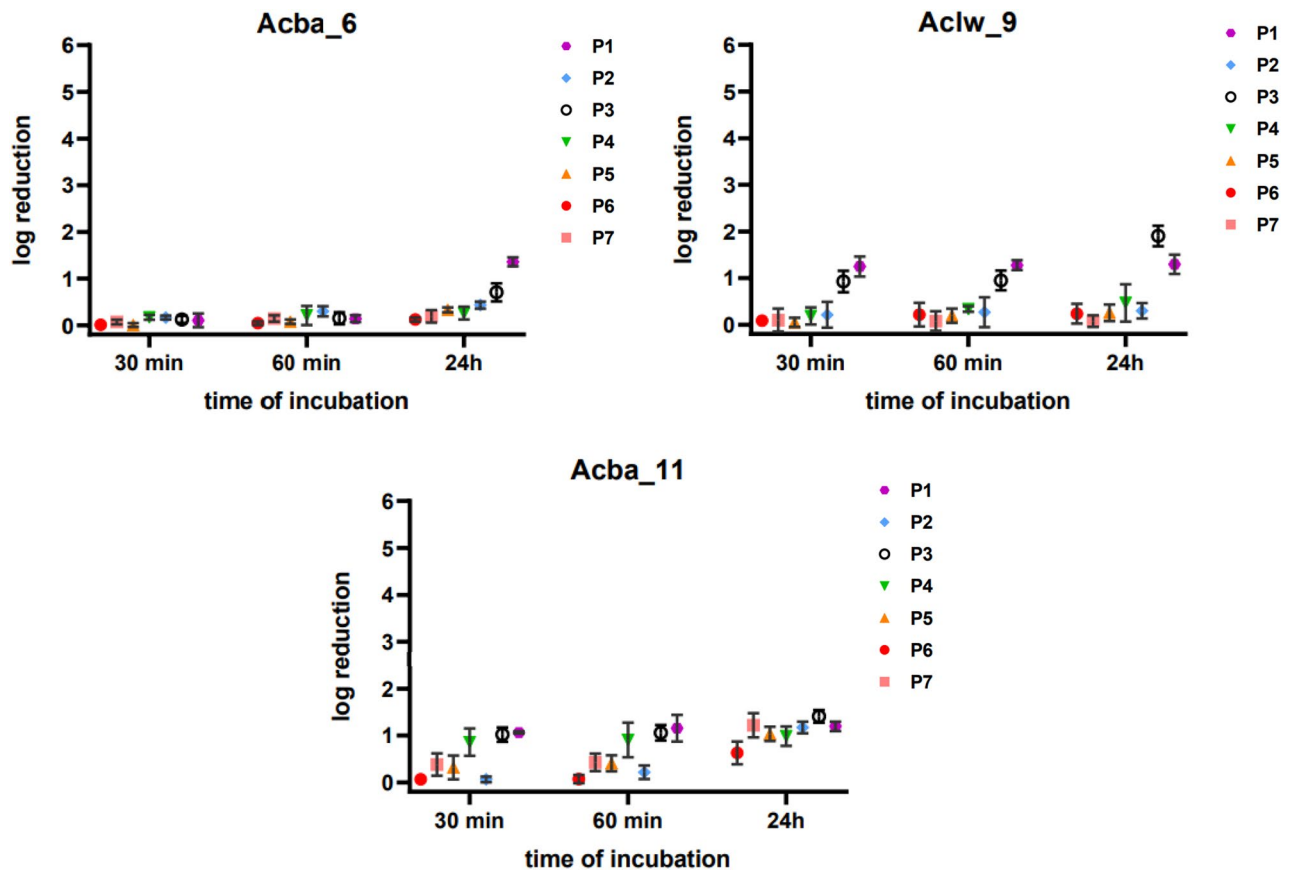 Acba_6
6
5
4
3
2
1
0
log reduction
30 min 60 min 24h
time of incubation
P1
P2
P3
P4
P5
P6
P7
Aclw_9
6
5
4
3
2
1
0
log reduction
30 min 60 min 24h
time of incubation
P1
P2
P3
P4
P5
P6
P7
Acba_11
6
5
4
3
2
1
0
log reduction
30 min 60 min 24h
time of incubation
P1
P2
P3
P4
P5
P6
P7